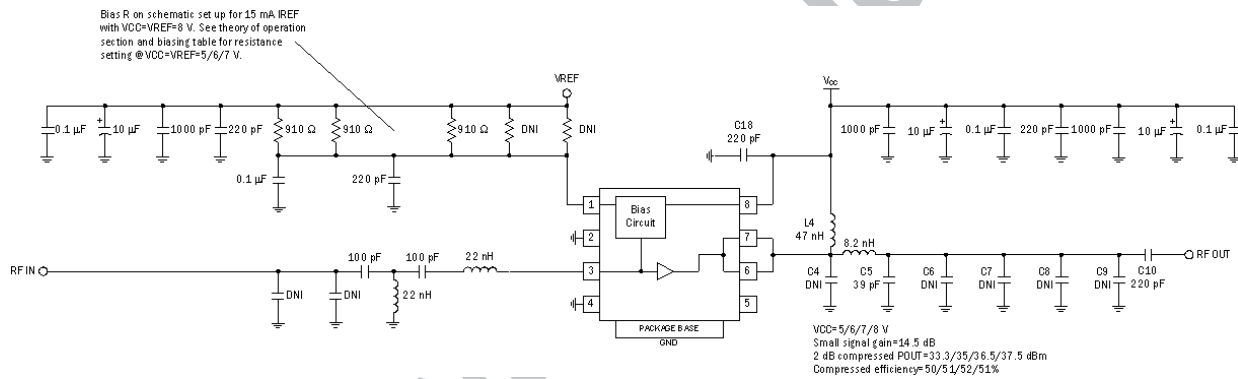 Bias R on schematic set up for 15 mA IREF
with VCC=VREF=8 V. See theory of operation
section and biasing table for resistance
setting @ VCC=VREF=5/6/7 V.
VREF
VCC
0.1 µF
+
10 µF
1000 pF
220 pF
910 Ω
910 Ω
910 Ω
DNI
DNI
C18
220 pF
1000 pF
10 µF
+
0.1 µF
220 pF
1000 pF
10 µF
+
0.1 µF
0.1 µF
220 pF
1
2
3
4
Bias
Circuit
8
7
6
5
PACKAGE BASE
GND
L4
47 nH
8.2 nH
RF IN
DNI
DNI
100 pF
22 nH
100 pF
22 nH
C4
DNI
C5
39 pF
C6
DNI
C7
DNI
C8
DNI
C9
DNI
C10
220 pF
RF OUT
VCC=5/6/7/8 V
Small signal gain=14.5 dB
2 dB compressed POUT=33.3/35/36.5/37.5 dBm
Compressed efficiency=50/51/52/51%